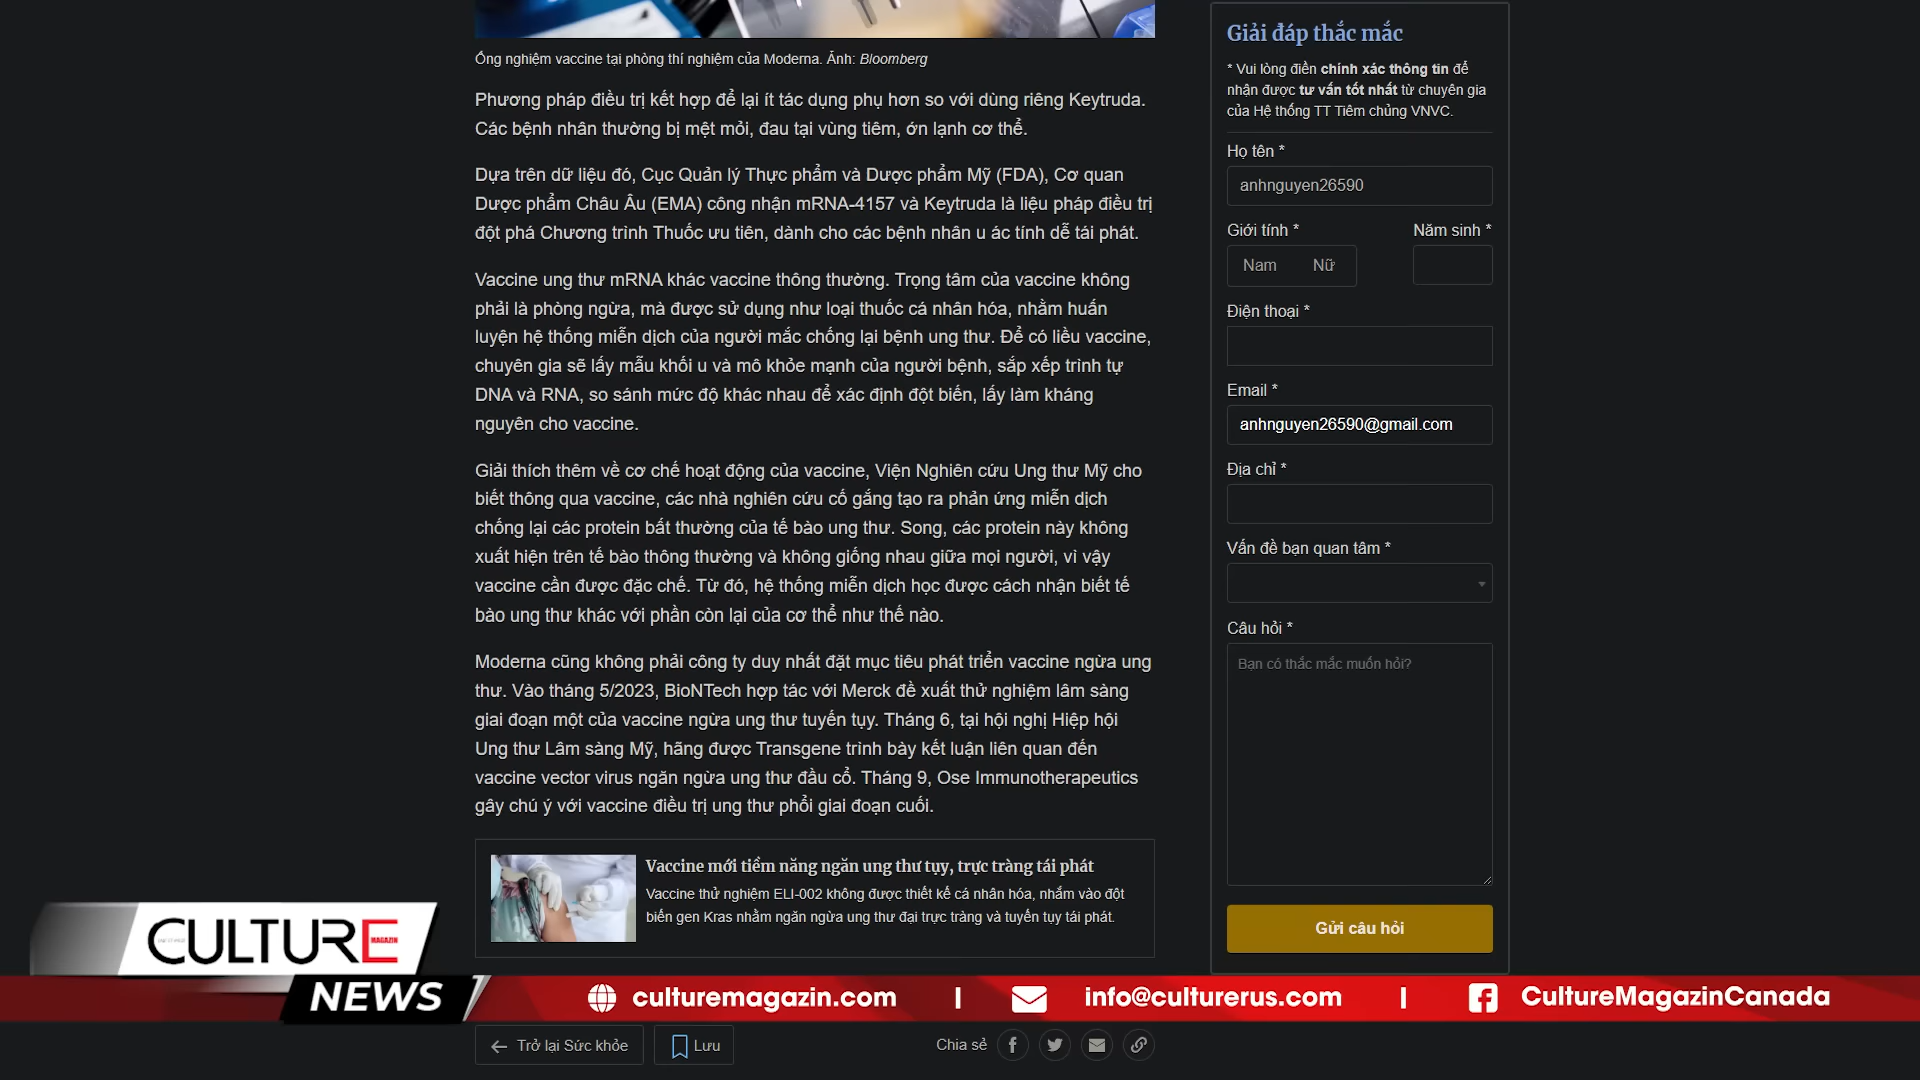 Ống nghiệm vaccine tại phòng thí nghiệm của Moderna. Ảnh: Bloomberg
Phương pháp điều trị kết hợp để lại ít tác dụng phụ hơn so với dùng riêng Keytruda.
Các bệnh nhân thường bị mệt mỏi, đau tại vùng tiêm, ớn lạnh cơ thể.
Dựa trên dữ liệu đó, Cục Quản lý Thực phẩm và Dược phẩm Mỹ (FDA), Cơ quan
Dược phẩm Châu Âu (EMA) công nhận mRNA-4157 và Keytruda là liệu pháp điều trị
đột phá Chương trình Thuốc ưu tiên, dành cho các bệnh nhân u ác tính dễ tái phát.
Vaccine ung thư mRNA khác vaccine thông thường. Trọng tâm của vaccine không
phải là phòng ngừa, mà được sử dụng như loại thuốc cá nhân hóa, nhằm huấn
luyện hệ thống miễn dịch của người mắc chống lại bệnh ung thư. Để có liều vaccine,
chuyên gia sẽ lấy mẫu khối u và mô khỏe mạnh của người bệnh, sắp xếp trình tự
DNA và RNA, so sánh mức độ khác nhau để xác định đột biến, lấy làm kháng
nguyên cho vaccine.
Giải thích thêm về cơ chế hoạt động của vaccine, Viện Nghiên cứu Ung thư Mỹ cho
biết thông qua vaccine, các nhà nghiên cứu cố gắng tạo ra phản ứng miễn dịch
chống lại các protein bất thường của tế bào ung thư. Song, các protein này không
xuất hiện trên tế bào thông thường và không giống nhau giữa mọi người, vì vậy
vaccine cần được đặc chế. Từ đó, hệ thống miễn dịch học được cách nhận biết tế
bào ung thư khác với phần còn lại của cơ thể như thế nào.
Moderna cũng không phải công ty duy nhất đặt mục tiêu phát triển vaccine ngừa ung
thư. Vào tháng 5/2023, BioNTech hợp tác với Merck đề xuất thử nghiệm lâm sàng
giai đoạn một của vaccine ngừa ung thư tuyến tụy. Tháng 6, tại hội nghị Hiệp hội
Ung thư Lâm sàng Mỹ, hãng được Transgene trình bày kết luận liên quan đến
vaccine vector virus ngăn ngừa ung thư đầu cổ. Tháng 9, Ose Immunotherapeutics
gây chú ý với vaccine điều trị ung thư phổi giai đoạn cuối.
Vaccine mới tiềm năng ngăn ung thư tụy, trực tràng tái phát
Vaccine thử nghiệm ELI-002 không được thiết kế cá nhân hóa, nhắm vào đột
biến gen Kras nhằm ngăn ngừa ung thư đại trực tràng và tuyến tụy tái phát.
Giải đáp thắc mắc
* Vui lòng điền chính xác thông tin để
nhận được tư vấn tốt nhất từ chuyên gia
của Hệ thống TT Tiêm chủng VNVC.
Họ tên *
anhnguyen26590
Giới tính * Năm sinh *
Nam Nữ
Điện thoại *
Email *
anhnguyen26590@gmail.com
Địa chỉ *
Vấn đề bạn quan tâm *
Câu hỏi *
Bạn có thắc mắc muốn hỏi?
Gửi câu hỏi
CULTURE
MAGAZIN
NEWS
culturemagazin.com | info@culturerus.com | CultureMagazinCanada
Trở lại Sức khỏe Lưu Chia sẻ